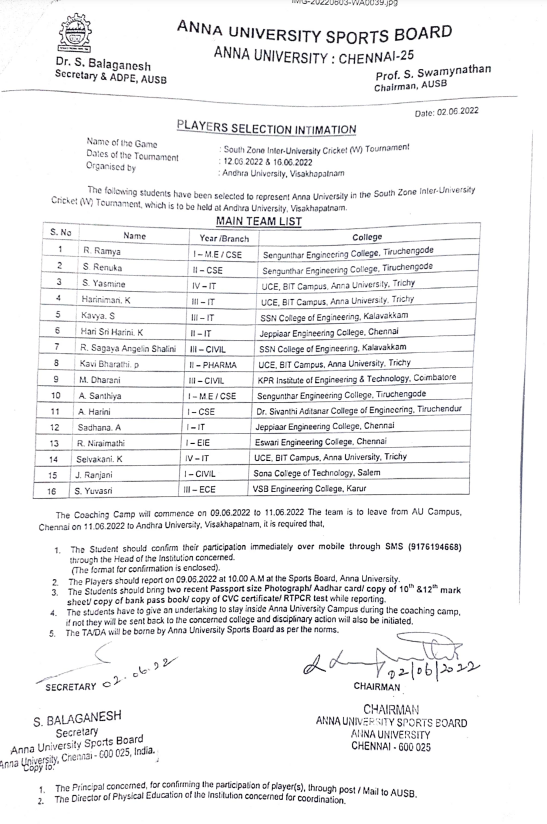 IMG-20220603-WA0039.jpg
ANNA UNIVERSITY SPORTS BOARD
ANNA UNIVERSITY : CHENNAI-25
Dr. S. Balaganesh
Secretary & ADPE, AUSB
Prof. S. Swamynathan
Chairman, AUSB
Date: 02.06.2022
PLAYERS SELECTION INTIMATION
Name of the Game : South Zone Inter-University Cricket (W) Tournament
Dates of the Tournament : 12.06.2022 & 16.06.2022
Organised by : Andhra University, Visakhapatnam
The following students have been selected to represent Anna University in the South Zone Inter-University
Cricket (W) Tournament, which is to be held at Andhra University, Visakhapatnam.
MAIN TEAM LIST
S. No Name Year /Branch College
1 R. Ramya I – M.E / CSE Sengunthar Engineering College, Tiruchengode
2 S. Renuka II – CSE Sengunthar Engineering College, Tiruchengode
3 S. Yasmine IV – IT UCE, BIT Campus, Anna University, Trichy
4 Harinimari. K III – IT UCE, BIT Campus, Anna University, Trichy
5 Kavya. S III – IT SSN College of Engineering, Kalavakkam
6 Hari Sri Harini. K II – IT Jeppiaar Engineering College, Chennai
7 R. Sagaya Angelin Shalini III – CIVIL SSN College of Engineering, Kalavakkam
8 Kavi Bharathi. p II – PHARMA UCE, BIT Campus, Anna University, Trichy
9 M. Dharani III – CIVIL KPR Institute of Engineering & Technology, Coimbatore
10 A. Santhiya I – M.E / CSE Sengunthar Engineering College, Tiruchengode
11 A. Harini I – CSE Dr. Sivanthi Aditanar College of Engineering, Tiruchendur
12 Sadhana. A I – IT Jeppiaar Engineering College, Chennai
13 R. Niraimathi I – EIE Eswari Engineering College, Chennai
14 Selvakani. K IV – IT UCE, BIT Campus, Anna University, Trichy
15 J. Ranjani I – CIVIL Sona College of Technology, Salem
16 S. Yuvasri III – ECE VSB Engineering College, Karur
The Coaching Camp will commence on 09.06.2022 to 11.06.2022 The team is to leave from AU Campus,
Chennai on 11.06.2022 to Andhra University, Visakhapatnam, it is required that,
1. The Student should confirm their participation immediately over mobile through SMS (9176194668)
through the Head of the Institution concerned.
(The format for confirmation is enclosed).
2. The Players should report on 09.06.2022 at 10.00 A.M at the Sports Board, Anna University.
3. The Students should bring two recent Passport size Photograph/ Aadhar card/ copy of 10th &12th mark
sheet/ copy of bank pass book/ copy of CVC certificate/ RTPCR test while reporting.
4. The students have to give an undertaking to stay inside Anna University Campus during the coaching camp,
if not they will be sent back to the concerned college and disciplinary action will also be initiated.
5. The TA/DA will be borne by Anna University Sports Board as per the norms.
SECRETARY 02.06.22
02/06/2022
CHAIRMAN
S. BALAGANESH
Secretary
Anna University Sports Board
Anna University, Chennai - 600 025, India.
CHAIRMAN
ANNA UNIVERSITY SPORTS BOARD
ANNA UNIVERSITY
CHENNAI - 600 025
Copy to:
1. The Principal concerned, for confirming the participation of player(s), through post / Mail to AUSB.
2. The Director of Physical Education of the Institution concerned for coordination.